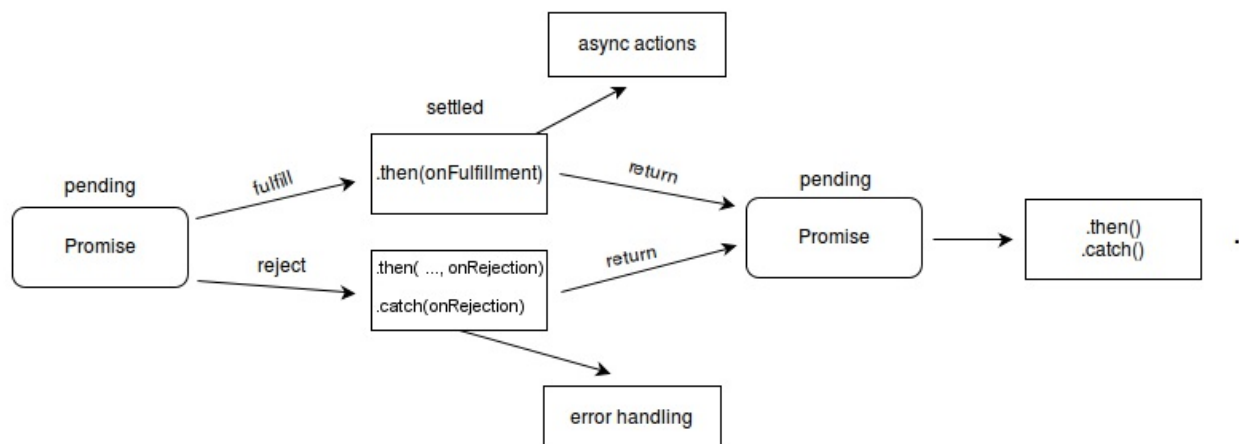 async actions
settled
.then(onFulfillment)
pending
fulfill
return
pending
Promise
Promise
.then()
.catch()
.
reject
.then( ..., onRejection)
return
.catch(onRejection)
error handling